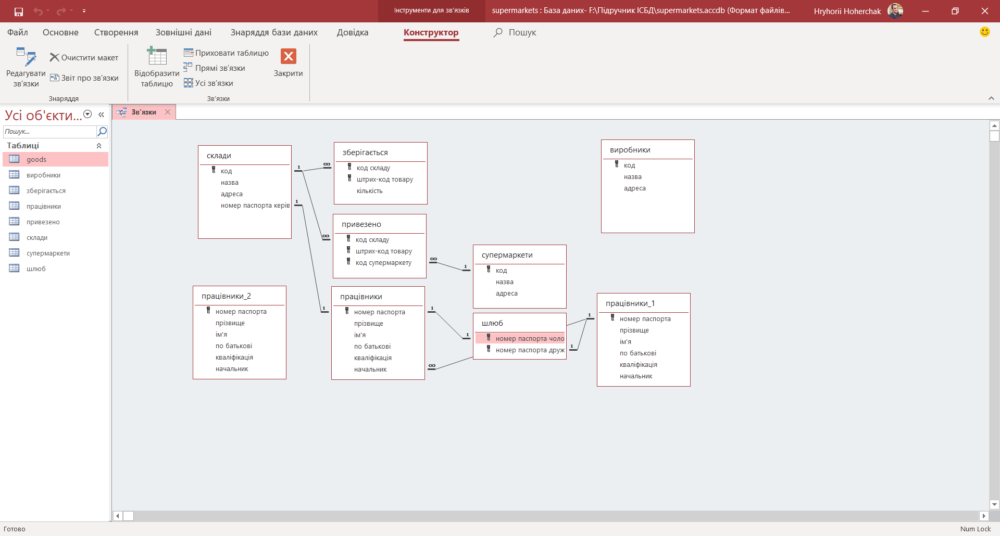 Інструменти для зв'язків
supermarkets : База даних- F:\Підручник ІСБД\supermarkets.accdb (Формат файлів...
Hryhorii Hoherchak
Файл
Основне
Створення
Зовнішні дані
Знаряддя бази даних
Довідка
Конструктор
Пошук
Редагувати
зв'язки
Очистити макет
Звіт про зв'язки
Знаряддя
Відобразити
таблицю
Приховати таблицю
Прямі зв'язки
Усі зв'язки
Закрити
Зв'язки
Усі об'єкти...
Пошук...
Таблиці
goods
виробники
зберігається
працівники
привезено
склади
супермаркети
шлюб
Зв'язки
склади
код
назва
адреса
номер паспорта керів
1
1
зберігається
код складу
штрих-код товару
кількість
∞
привезено
код складу
штрих-код товару
код супермаркету
∞
∞
виробники
код
назва
адреса
супермаркети
код
назва
адреса
1
працівники_2
номер паспорта
прізвище
ім'я
по батькові
кваліфікація
начальник
працівники
номер паспорта
прізвище
ім'я
по батькові
кваліфікація
начальник
1
1
∞
шлюб
номер паспорта чоло
номер паспорта друж
1
1
працівники_1
номер паспорта
прізвище
ім'я
по батькові
кваліфікація
начальник
1
Готово
Num Lock